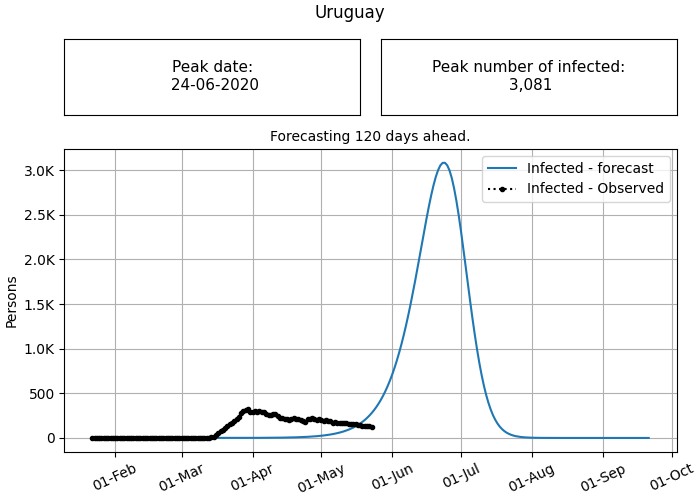 Uruguay
Peak date:
24-06-2020
Peak number of infected:
3,081
Forecasting 120 days ahead.
Infected - forecast
Infected - Observed
3.0K
2.5K
2.0K
1.5K
1.0K
500
0
Persons
01-Feb
01-Mar
01-Apr
01-May
01-Jun
01-Jul
01-Aug
01-Sep
01-Oct